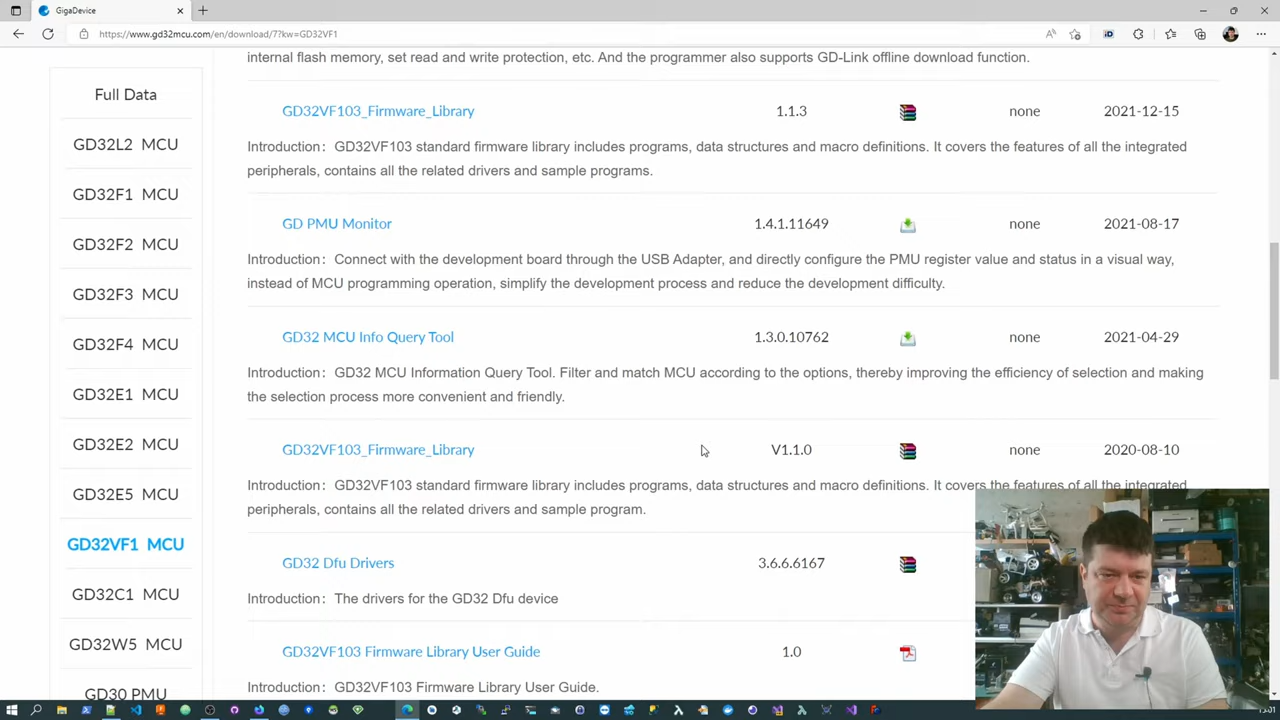 GigaDevice
https://www.gd32mcu.com/en/download/7?kw=GD32VF1
Full Data
GD32L2 MCU
GD32F1 MCU
GD32F2 MCU
GD32F3 MCU
GD32F4 MCU
GD32E1 MCU
GD32E2 MCU
GD32E5 MCU
GD32VF1 MCU
GD32C1 MCU
GD32W5 MCU
GD30 PMU
internal flash memory, set read and write protection, etc. And the programmer also supports GD-Link offline download function.
GD32VF103_Firmware_Library 1.1.3 none 2021-12-15
Introduction： GD32VF103 standard firmware library includes programs, data structures and macro definitions. It covers the features of all the integrated
peripherals, contains all the related drivers and sample programs.
GD PMU Monitor 1.4.1.11649 none 2021-08-17
Introduction： Connect with the development board through the USB Adapter, and directly configure the PMU register value and status in a visual way,
instead of MCU programming operation, simplify the development process and reduce the development difficulty.
GD32 MCU Info Query Tool 1.3.0.10762 none 2021-04-29
Introduction： GD32 MCU Information Query Tool. Filter and match MCU according to the options, thereby improving the efficiency of selection and making
the selection process more convenient and friendly.
GD32VF103_Firmware_Library V1.1.0 none 2020-08-10
Introduction： GD32VF103 standard firmware library includes programs, data structures and macro definitions. It covers the features of all the integrated
peripherals, contains all the related drivers and sample program.
GD32 Dfu Drivers 3.6.6.6167
Introduction： The drivers for the GD32 Dfu device
GD32VF103 Firmware Library User Guide 1.0
Introduction： GD32VF103 Firmware Library User Guide.